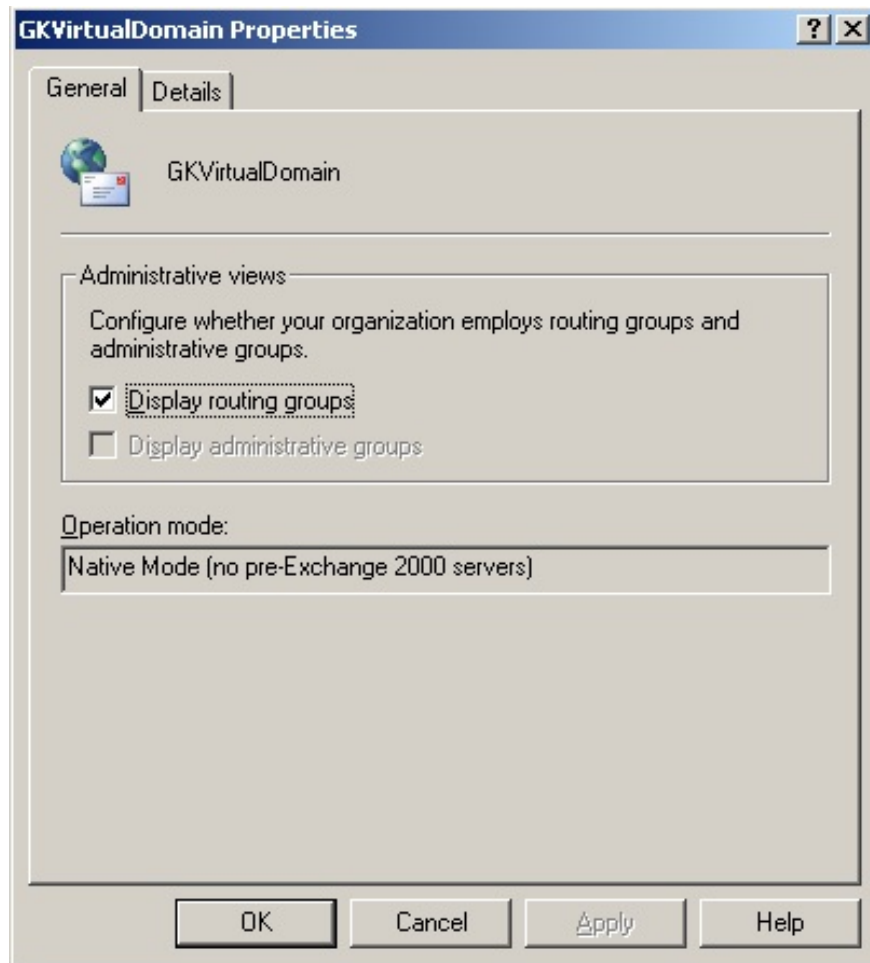 GKVirtualDomain Properties
General
Details
GKVirtualDomain
Administrative views
Configure whether your organization employs routing groups and
administrative groups.
Display routing groups
Display administrative groups
Operation mode:
Native Mode (no pre-Exchange 2000 servers)
OK
Cancel
Apply
Help